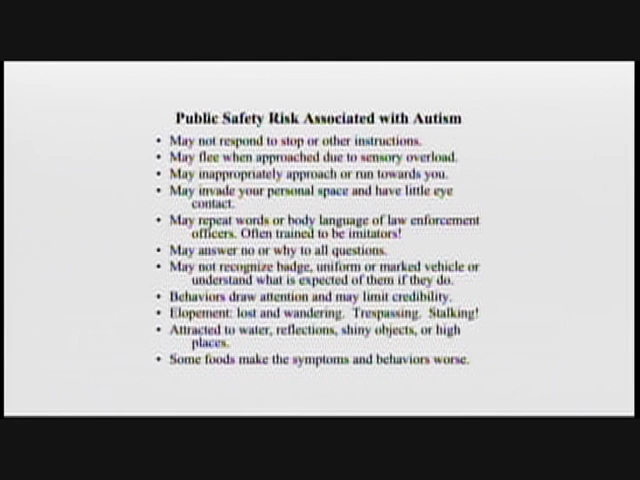 Public Safety Risk Associated with Autism
• May not respond to stop or other instructions.
• May flee when approached due to sensory overload.
• May inappropriately approach or run towards you.
• May invade your personal space and have little eye
contact.
• May repeat words or body language of law enforcement
officers. Often trained to be imitators!
• May answer no or why to all questions.
• May not recognize badge, uniform or marked vehicle or
understand what is expected of them if they do.
• Behaviors draw attention and may limit credibility.
• Elopement: lost and wandering. Trespassing. Stalking!
• Attracted to water, reflections, shiny objects, or high
places.
• Some foods make the symptoms and behaviors worse.